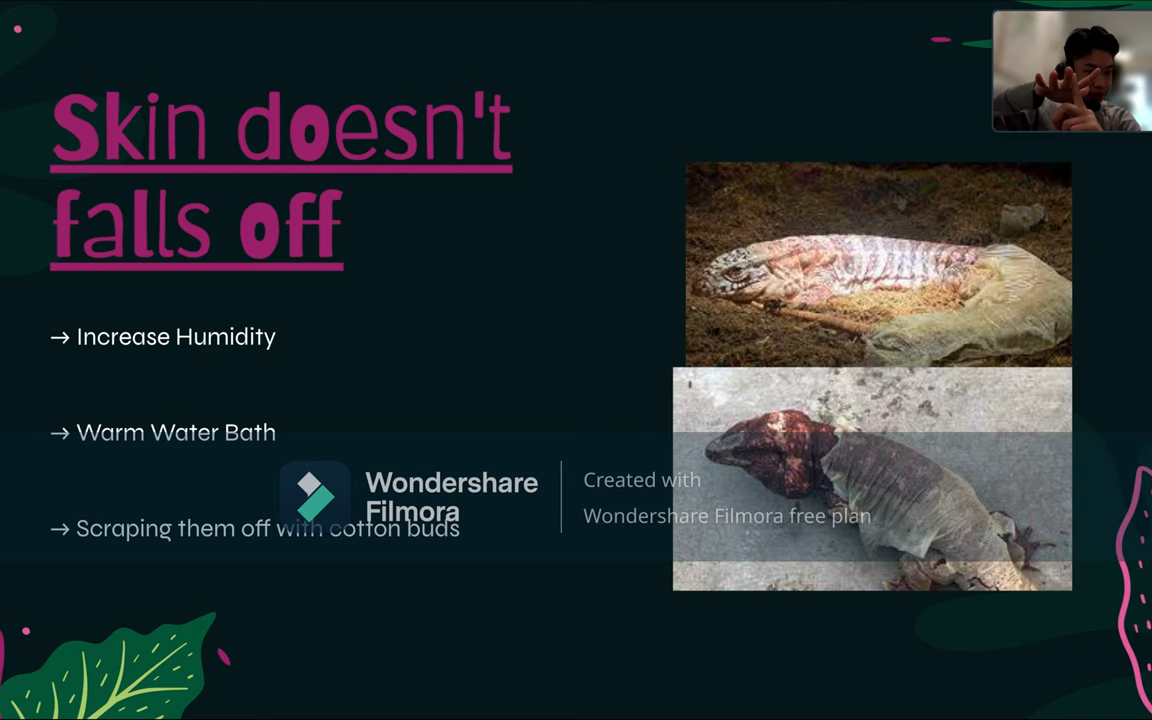 Skin doesn't
falls off
→ Increase Humidity
→ Warm Water Bath
→ Scraping them off with cotton buds
Wondershare
Filmora
Created with
Wondershare Filmora free plan